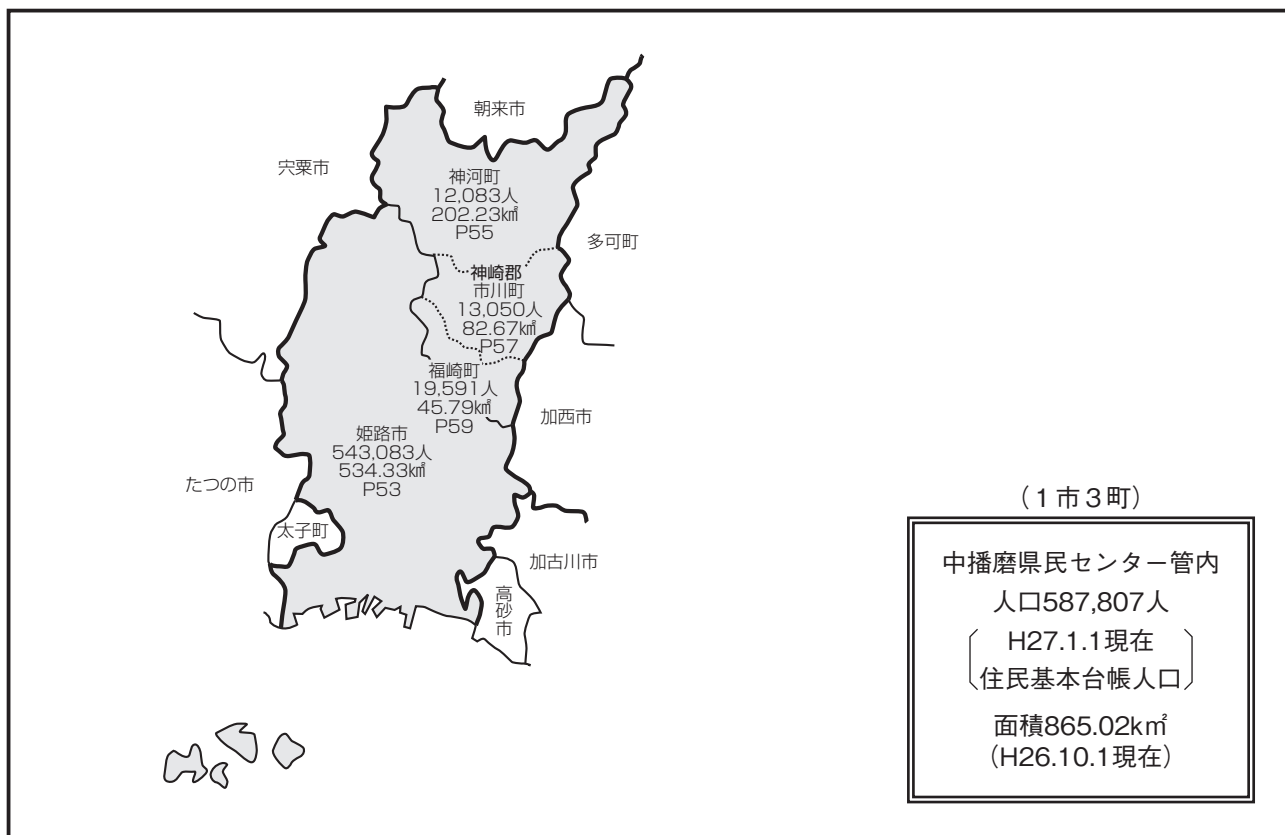 朝来市
宍粟市
神河町
12,083人
202.23㎢
P55
多可町
神崎郡
市川町
13,050人
82.67㎢
P57
福崎町
19,591人
45.79㎢
P59
加西市
姫路市
543,083人
534.33㎢
P53
たつの市
太子町
加古川市
高砂市
（1市3町）
中播磨県民センター管内
人口587,807人
H27.1.1現在
住民基本台帳人口
面積865.02k㎡
（H26.10.1現在）